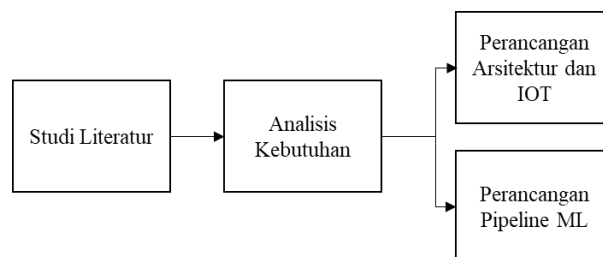 Studi Literatur
Analisis
Kebutuhan
Perancangan
Arsitektur dan
IOT
Perancangan
Pipeline ML